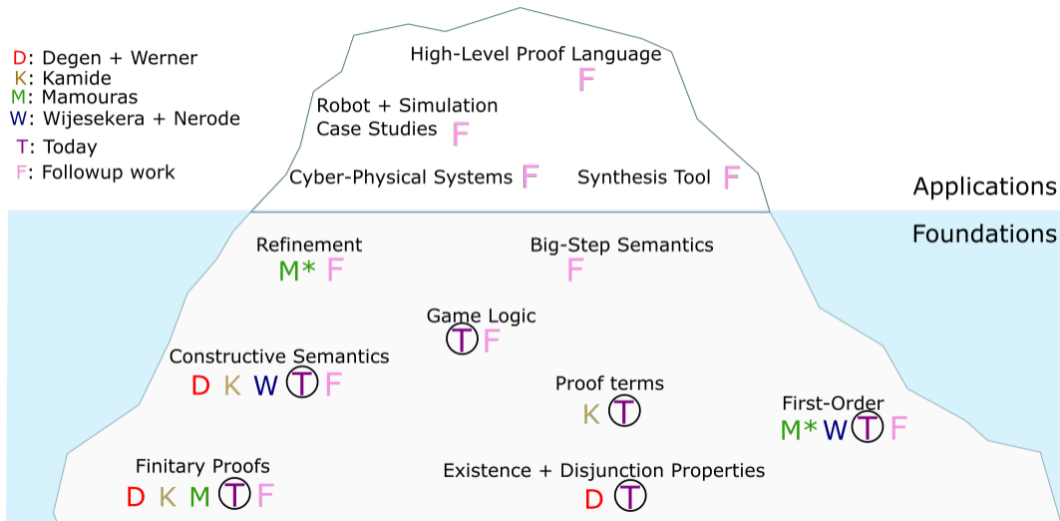 D: Degen + Werner
K: Kamide
M: Mamouras
W: Wijesekera + Nerode
T: Today
F: Followup work
High-Level Proof Language
F
Robot + Simulation
Case Studies F
Cyber-Physical Systems F
Synthesis Tool F
Applications
Foundations
Refinement
M* F
Big-Step Semantics
F
Game Logic
T F
Constructive Semantics
D K W T F
Proof terms
K T
First-Order
M* W T F
Finitary Proofs
D K M T F
Existence + Disjunction Properties
D T